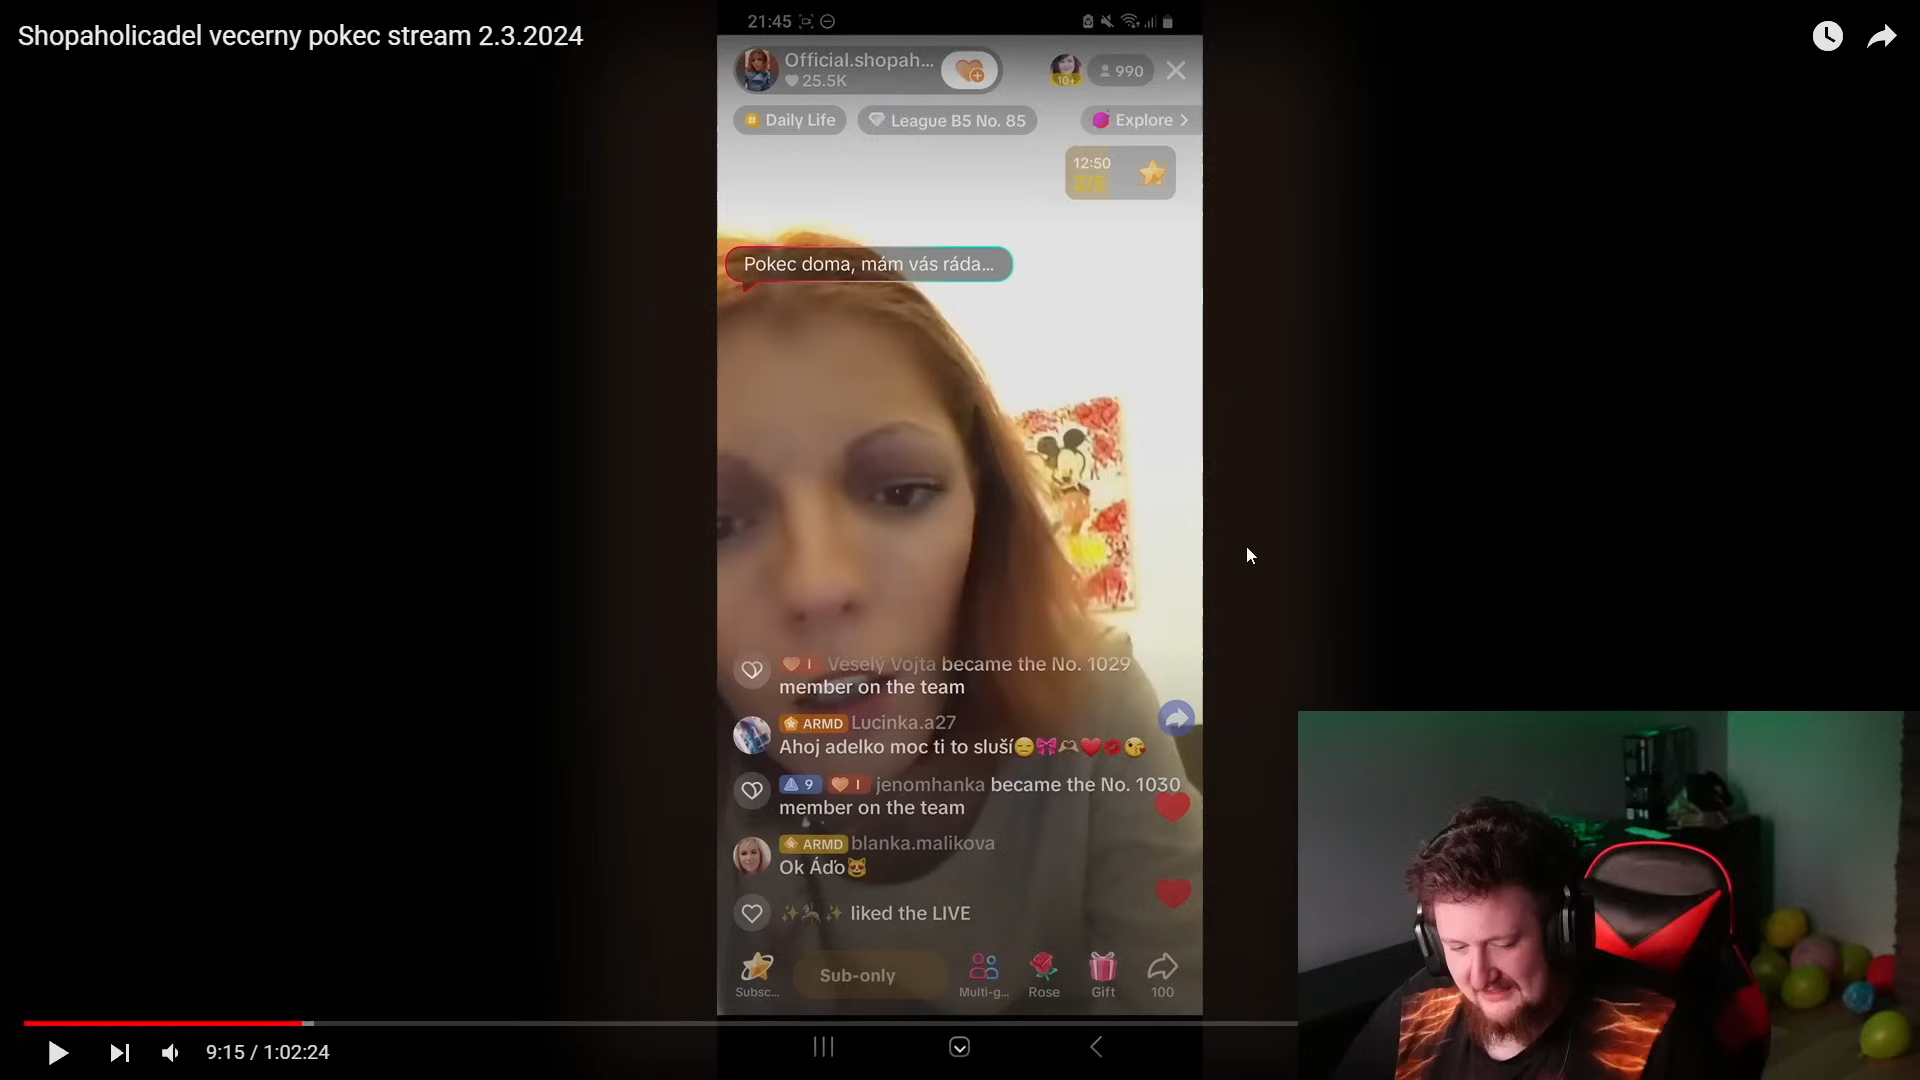 Shopaholicadel vecerny pokec stream 2.3.2024
21:45
Official.shopah...
25.5K
10+
990
Daily Life
League B5 No. 85
Explore
12:50
2/5
Pokec doma, mám vás ráda...
I Veselý Vojta became the No. 1029
member on the team
ARMD Lucinka.a27
Ahoj adelko moc ti to sluší😑🎀🫶❤️💋😘
9 I jenomhanka became the No. 1030
member on the team
ARMD blanka.malikova
Ok Áďo😻
✨🎠✨ liked the LIVE
Subsc...
Sub-only
Multi-g...
Rose
Gift
100
9:15 / 1:02:24